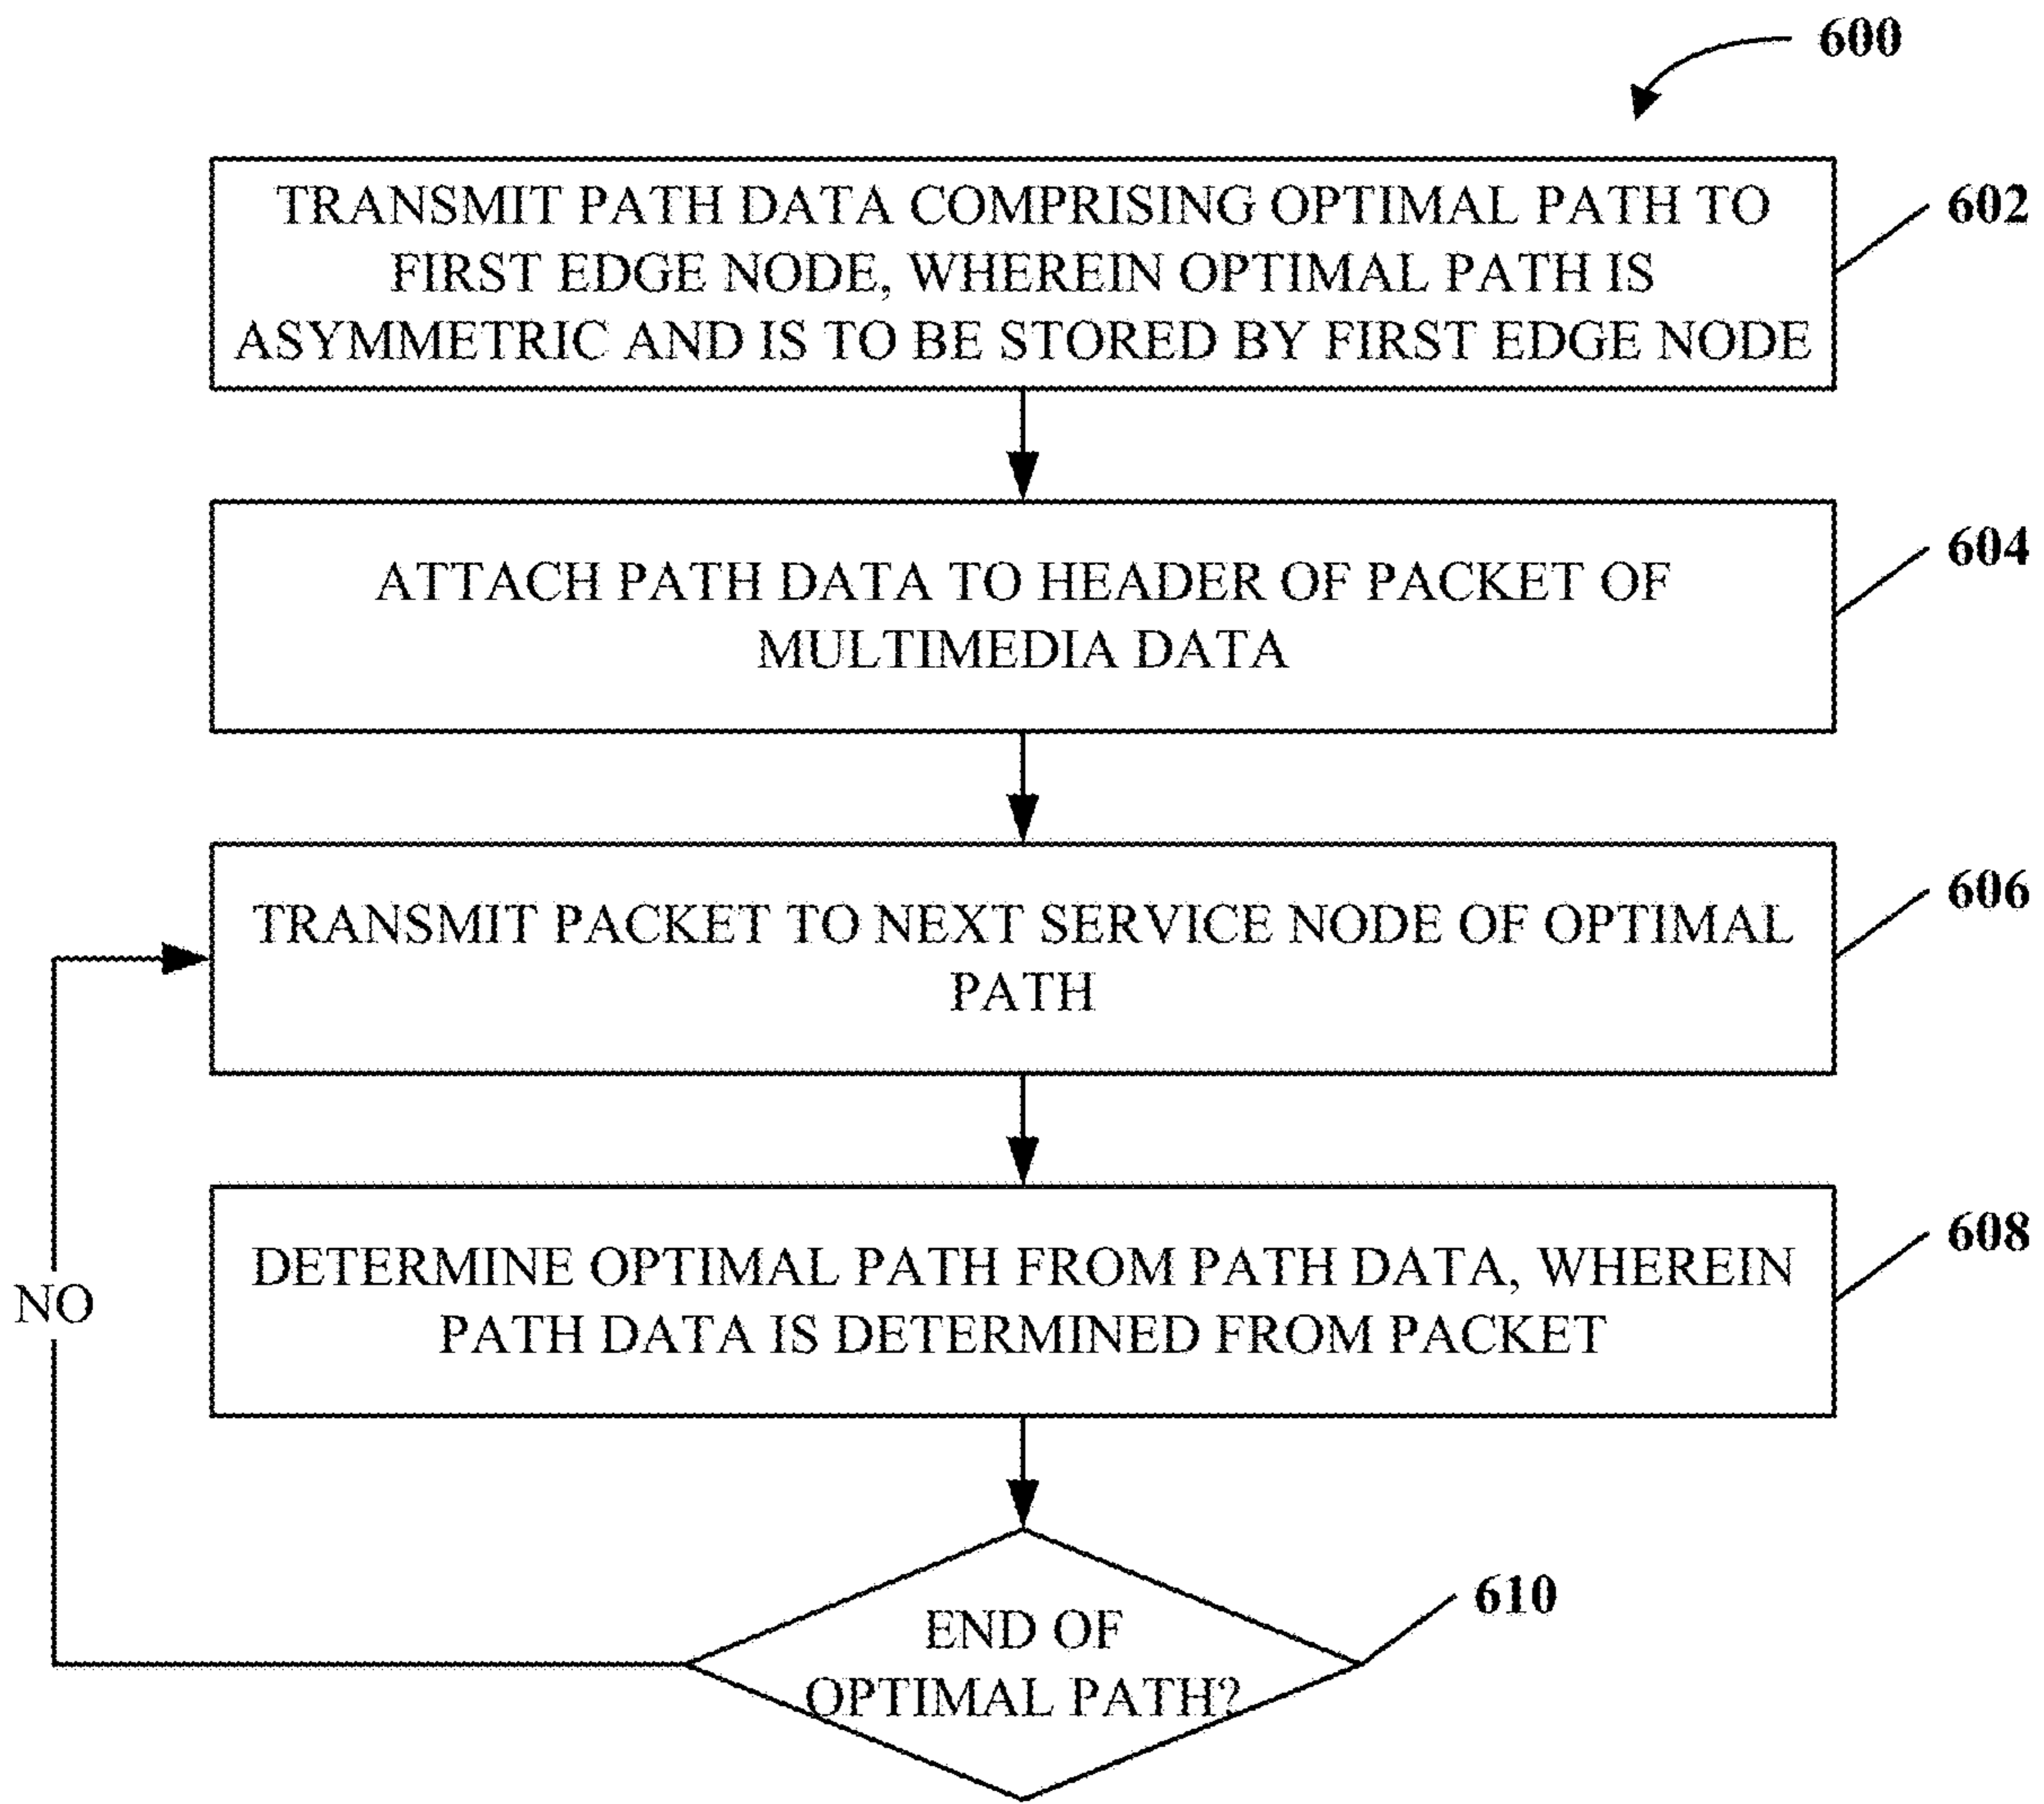 600
TRANSMIT PATH DATA COMPRISING OPTIMAL PATH TO
FIRST EDGE NODE, WHEREIN OPTIMAL PATH IS
ASYMMETRIC AND IS TO BE STORED BY FIRST EDGE NODE
602
ATTACH PATH DATA TO HEADER OF PACKET OF
MULTIMEDIA DATA
604
TRANSMIT PACKET TO NEXT SERVICE NODE OF OPTIMAL
PATH
606
DETERMINE OPTIMAL PATH FROM PATH DATA, WHEREIN
PATH DATA IS DETERMINED FROM PACKET
608
NO
END OF
OPTIMAL PATH?
610